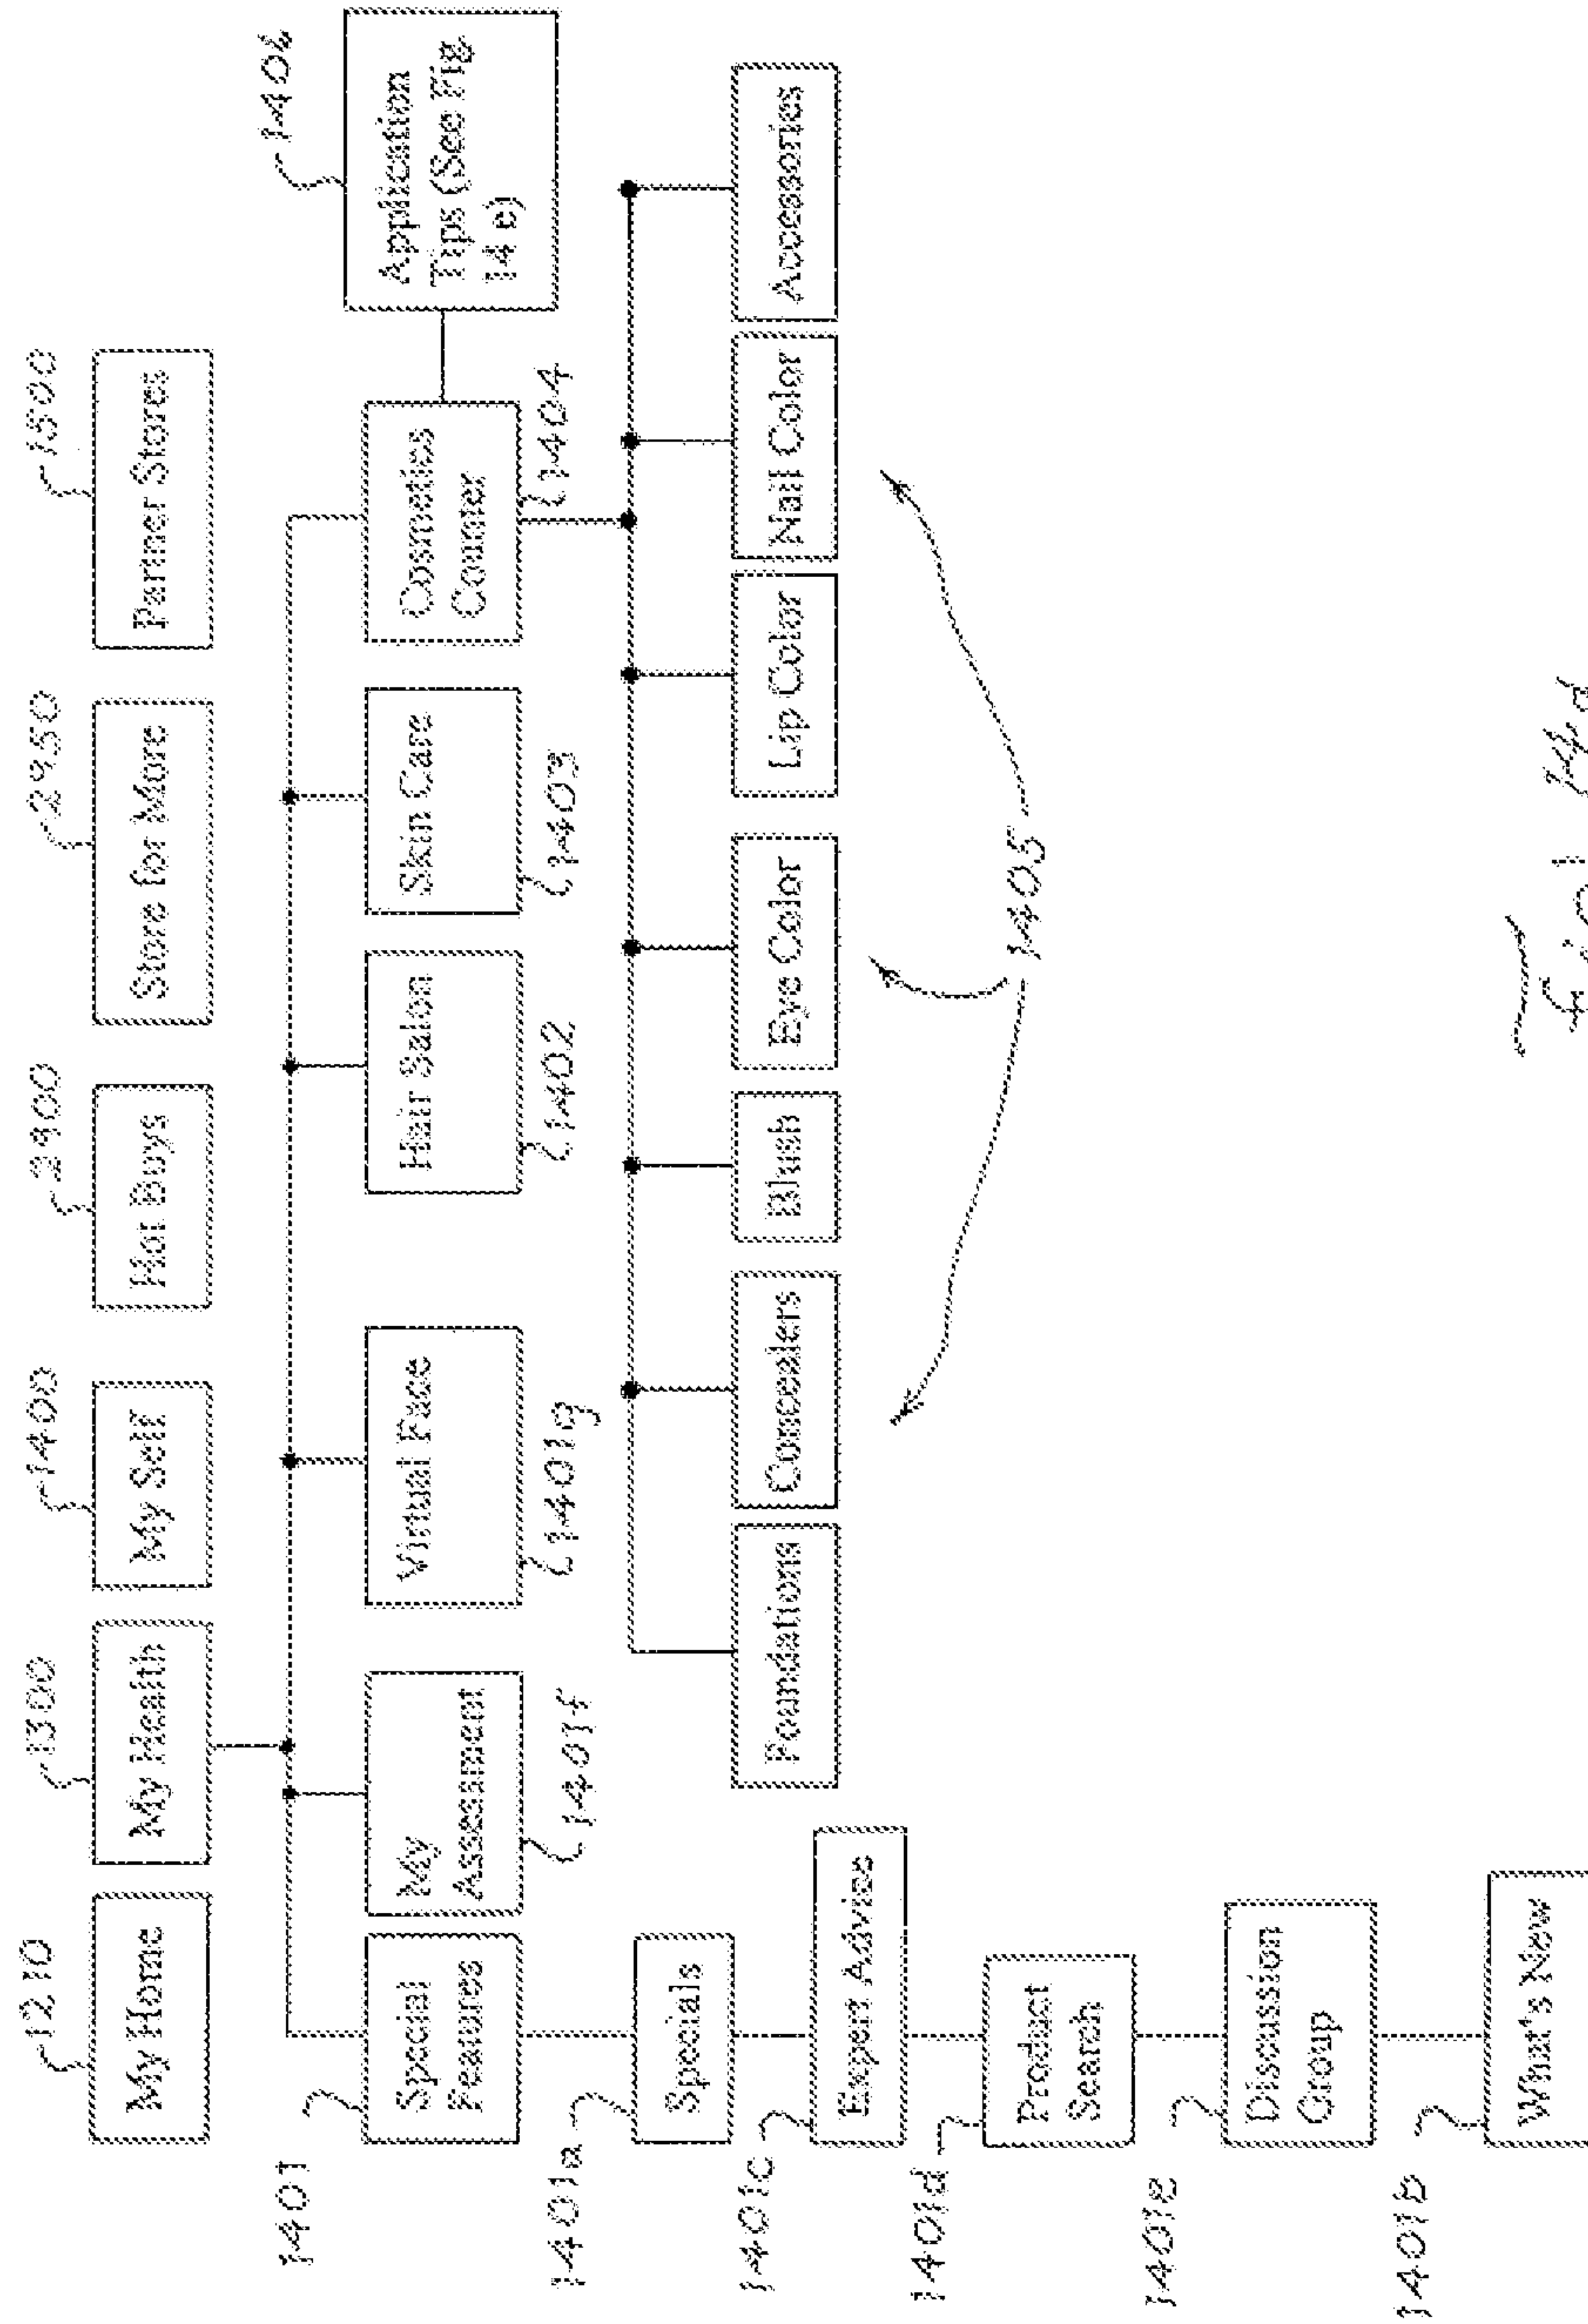 1210
1300
1400
2900
2950
1500
My Home
My Health
My Self
Hot Buys
Store for More
Partner Stores
1401
Special
Features
My
Assessment
Virtual Face
Hair Salon
Skin Care
Cosmetics
Counter
Application
Tips (See Fig
14 e)
1401f
1401g
1402
1403
1404
1401a
Specials
1401c
Expert Advice
Foundations
Concealers
Blush
Eye Color
Lip Color
Nail Color
Accessories
1405
1401d
Product
Search
1401e
Discussion
Group
1401b
What's New